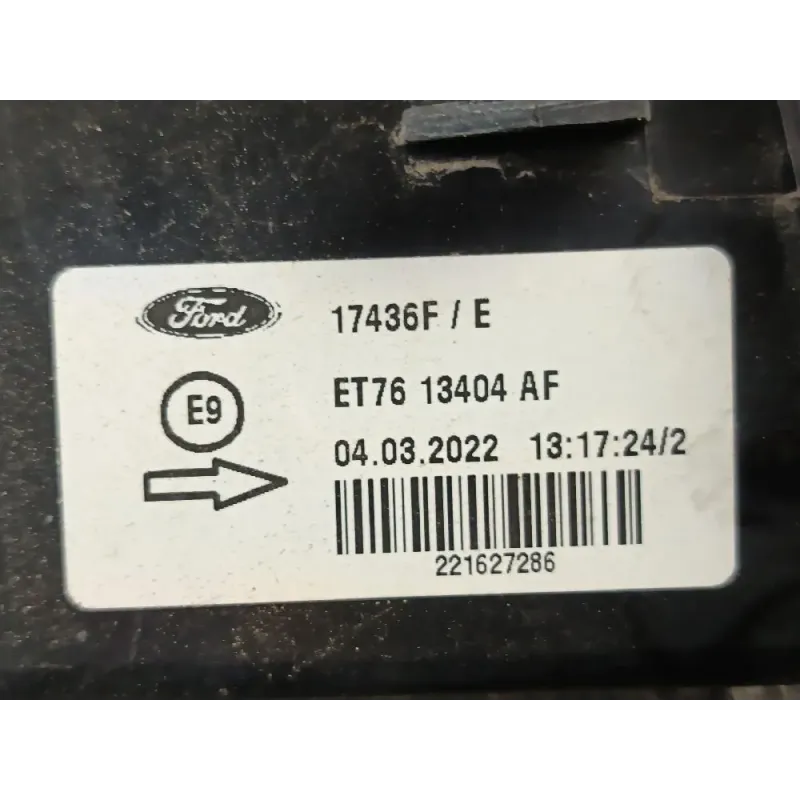 Ford
17436F / E
ET76 13404 AF
E9
04.03.2022 13:17:24/2
221627286